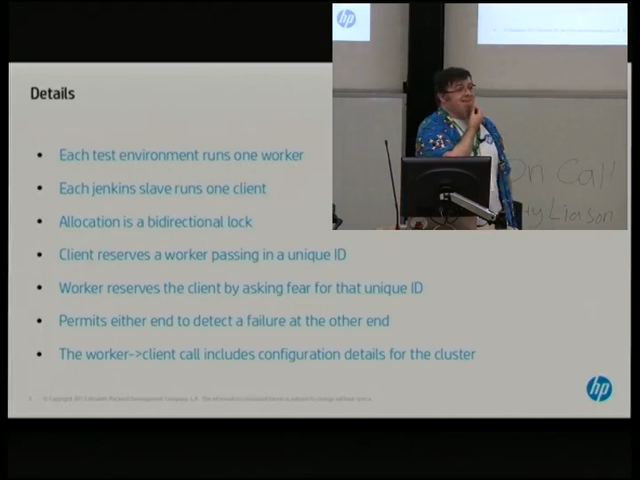 Details
Each test environment runs one worker
Each jenkins slave runs one client
Allocation is a bidirectional lock
Client reserves a worker passing in a unique ID
Worker reserves the client by asking fear for that unique ID
Permits either end to detect a failure at the other end
The worker->client call includes configuration details for the cluster
hp
hp
On Call
Liason